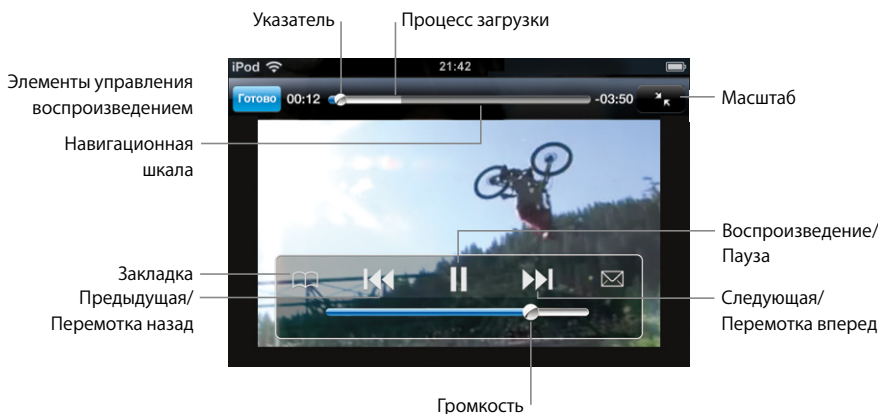 Указатель
Процесс загрузки
iPod
21:42
Элементы управления
воспроизведением
Готово
00:12
-03:50
Масштаб
Навигационная
шкала
Воспроизведение/
Пауза
Закладка
Предыдущая/
Перемотка назад
Следующая/
Перемотка вперед
Громкость